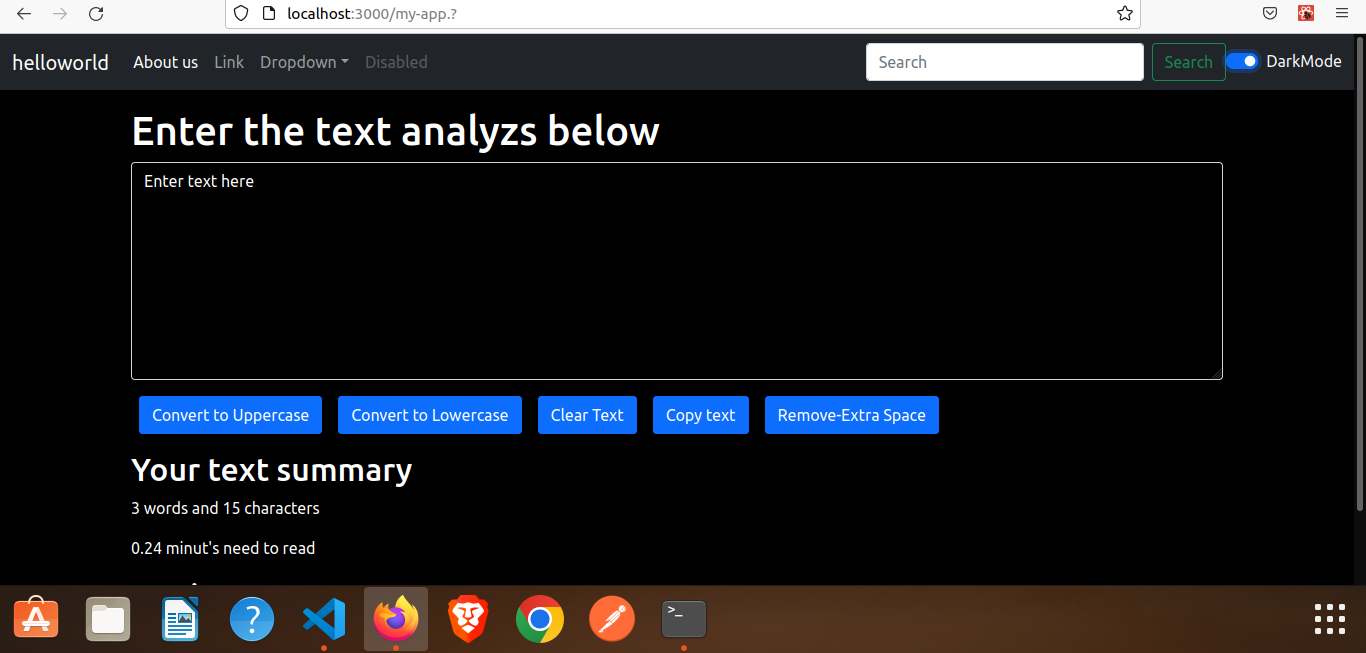 localhost:3000/my-app.?
helloworld About us Link Dropdown Disabled Search Search DarkMode
Enter the text analyzs below
Enter text here
Convert to Uppercase Convert to Lowercase Clear Text Copy text Remove-Extra Space
Your text summary
3 words and 15 characters
0.24 minut's need to read